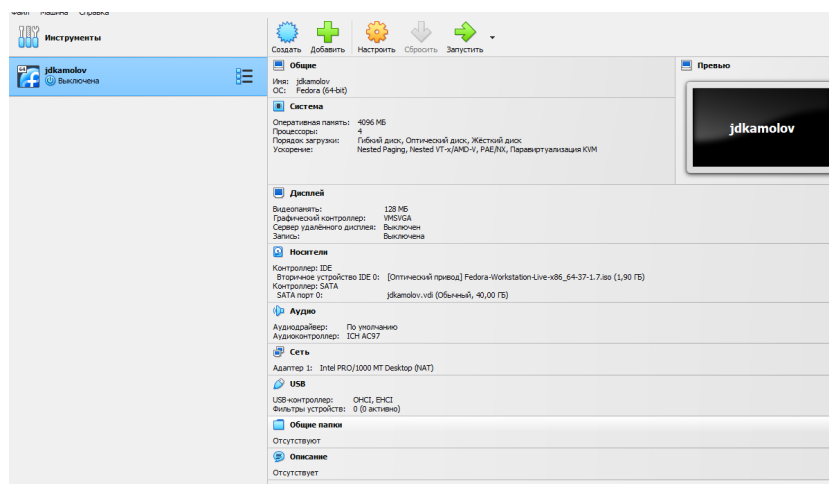 Файл Машина Справка
Инструменты
Создать Добавить Настроить Сбросить Запустить
64
jdkamolov
Выключена
Общие
Имя: jdkamolov
ОС: Fedora (64-bit)
Превью
jdkamolov
Система
Оперативная память: 4096 МБ
Процессоры: 4
Порядок загрузки: Гибкий диск, Оптический диск, Жёсткий диск
Ускорение: Nested Paging, Nested VT-x/AMD-V, PAE/NX, Паравиртуализация KVM
Дисплей
Видеопамять: 128 МБ
Графический контроллер: VMSVGA
Сервер удалённого дисплея: Выключен
Запись: Выключена
Носители
Контроллер: IDE
Вторичное устройство IDE 0: [Оптический привод] Fedora-Workstation-Live-x86_64-37-1.7.iso (1,90 ГБ)
Контроллер: SATA
SATA порт 0: jdkamolov.vdi (Обычный, 40,00 ГБ)
Аудио
Аудиодрайвер: По умолчанию
Аудиоконтроллер: ICH AC97
Сеть
Адаптер 1: Intel PRO/1000 MT Desktop (NAT)
USB
USB-контроллер: OHCI, EHCI
Фильтры устройств: 0 (0 активно)
Общие папки
Отсутствуют
Описание
Отсутствует